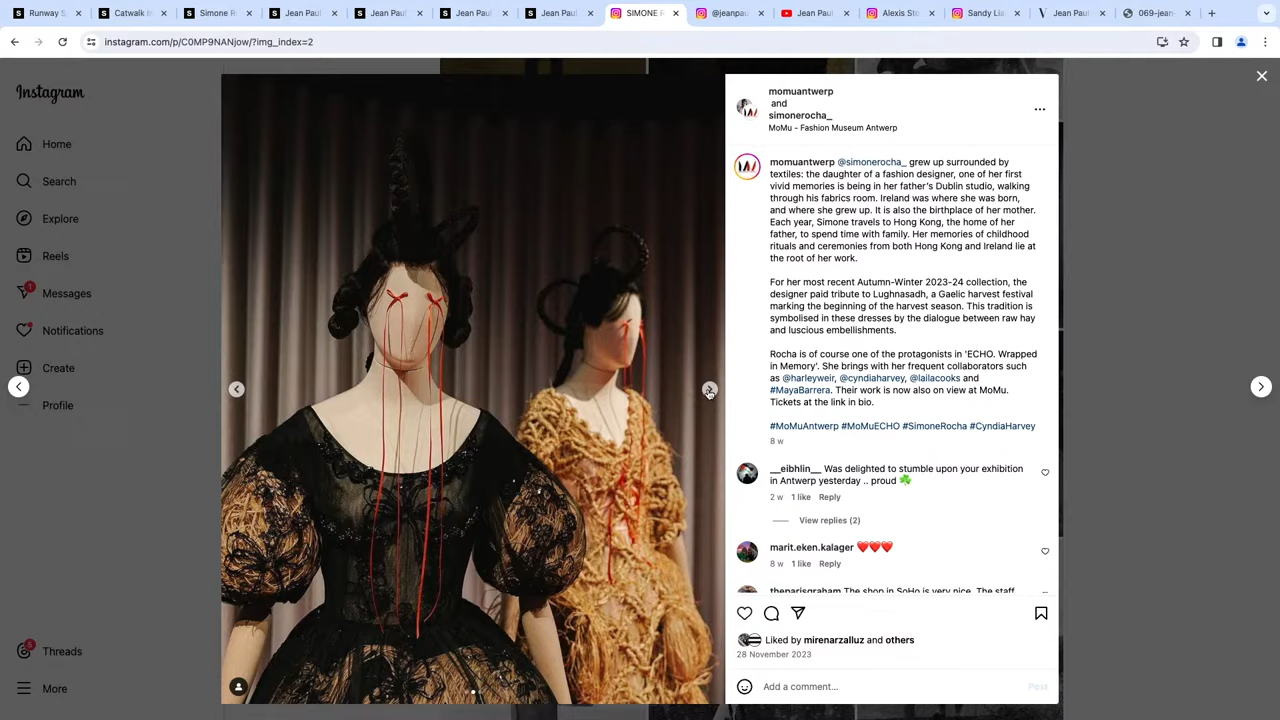 Runway S
Catwalk
Simone R
Jean Paul
Jean Paul
Jean Paul
Jean Paul
SIMONE R
@jeanpau
Jean Paul
Alexis Sto
Sandy Lia
Jean Paul
069-jean-
instagram.com/p/C0MP9NANjow/?img_index=2
Instagram
Home
Search
Explore
Reels
1
Messages
Notifications
Create
Profile
5
Threads
More
momuantwerp
and
simonerocha_
MoMu - Fashion Museum Antwerp
momuantwerp @simonerocha_ grew up surrounded by
textiles: the daughter of a fashion designer, one of her first
vivid memories is being in her father's Dublin studio, walking
through his fabrics room. Ireland was where she was born,
and where she grew up. It is also the birthplace of her mother.
Each year, Simone travels to Hong Kong, the home of her
father, to spend time with family. Her memories of childhood
rituals and ceremonies from both Hong Kong and Ireland lie at
the root of her work.
For her most recent Autumn-Winter 2023-24 collection, the
designer paid tribute to Lughnasadh, a Gaelic harvest festival
marking the beginning of the harvest season. This tradition is
symbolised in these dresses by the dialogue between raw hay
and luscious embellishments.
Rocha is of course one of the protagonists in 'ECHO. Wrapped
in Memory'. She brings with her frequent collaborators such
as @harleyweir, @cyndiaharvey, @lailacooks and
#MayaBarrera. Their work is now also on view at MoMu.
Tickets at the link in bio.
#MoMuAntwerp #MoMuECHO #SimoneRocha #CyndiaHarvey
8 w
__eibhlin__ Was delighted to stumble upon your exhibition
in Antwerp yesterday .. proud ☘️
2 w 1 like Reply
View replies (2)
marit.eken.kalager ❤️❤️❤️
8 w 1 like Reply
theparisgraham The shop in SoHo is very nice. The staff
Liked by mirenarzalluz and others
28 November 2023
Add a comment...
Post